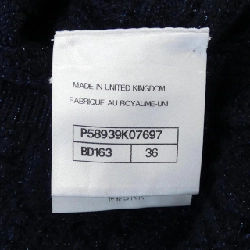 MADE IN UNITED KINGDOM
FABRIQUE AU ROYAUME-UNI
P58939K07697
BD163 36